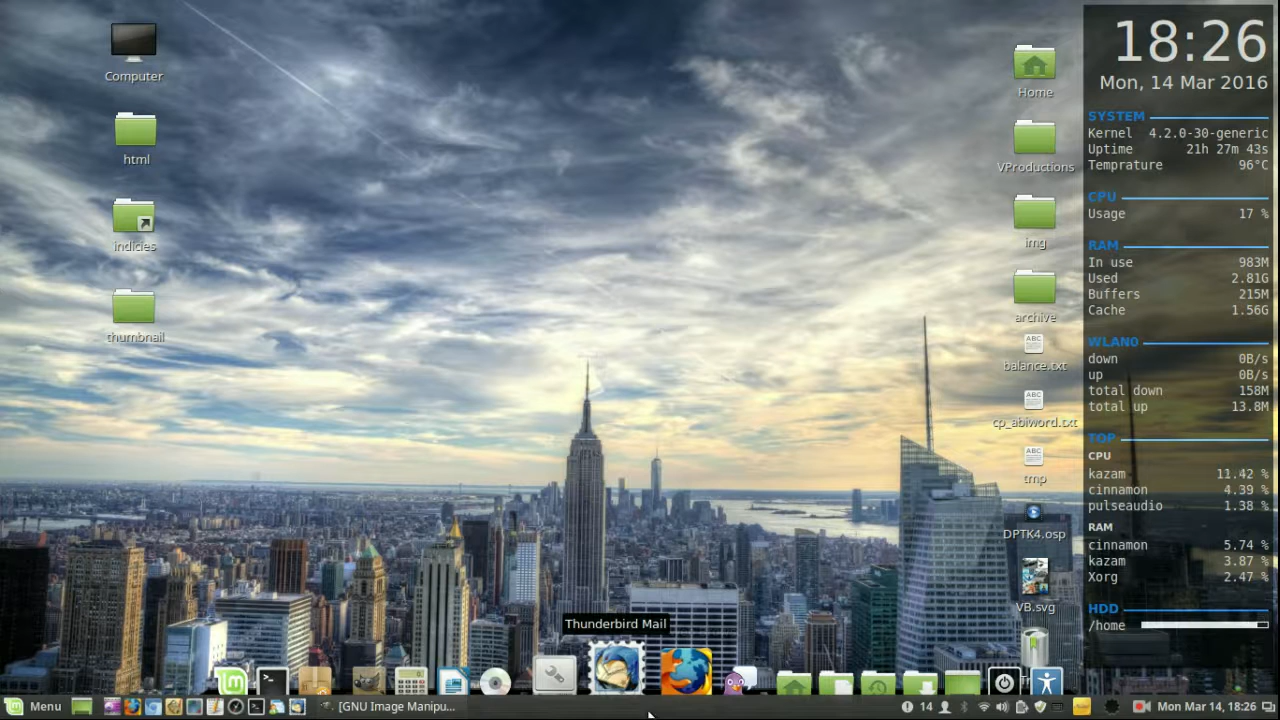 Computer
html
indicies
thumbnail
Home
VProductions
img
archive
balance.txt
cp_abiword.txt
tmp
DPTK4.osp
VB.svg
18:26
Mon, 14 Mar 2016
SYSTEM
Kernel 4.2.0-30-generic
Uptime 21h 27m 43s
Temprature 96°C
CPU
Usage 17 %
RAM
In use 983M
Used 2.81G
Buffers 215M
Cache 1.56G
WLAN0
down 0B/s
up 0B/s
total down 158M
total up 13.8M
TOP
CPU
kazam 11.42 %
cinnamon 4.39 %
pulseaudio 1.38 %
RAM
cinnamon 5.74 %
kazam 3.87 %
Xorg 2.47 %
HDD
/home
Thunderbird Mail
Menu
[GNU Image Manipu...
14
Mon Mar 14, 18:26